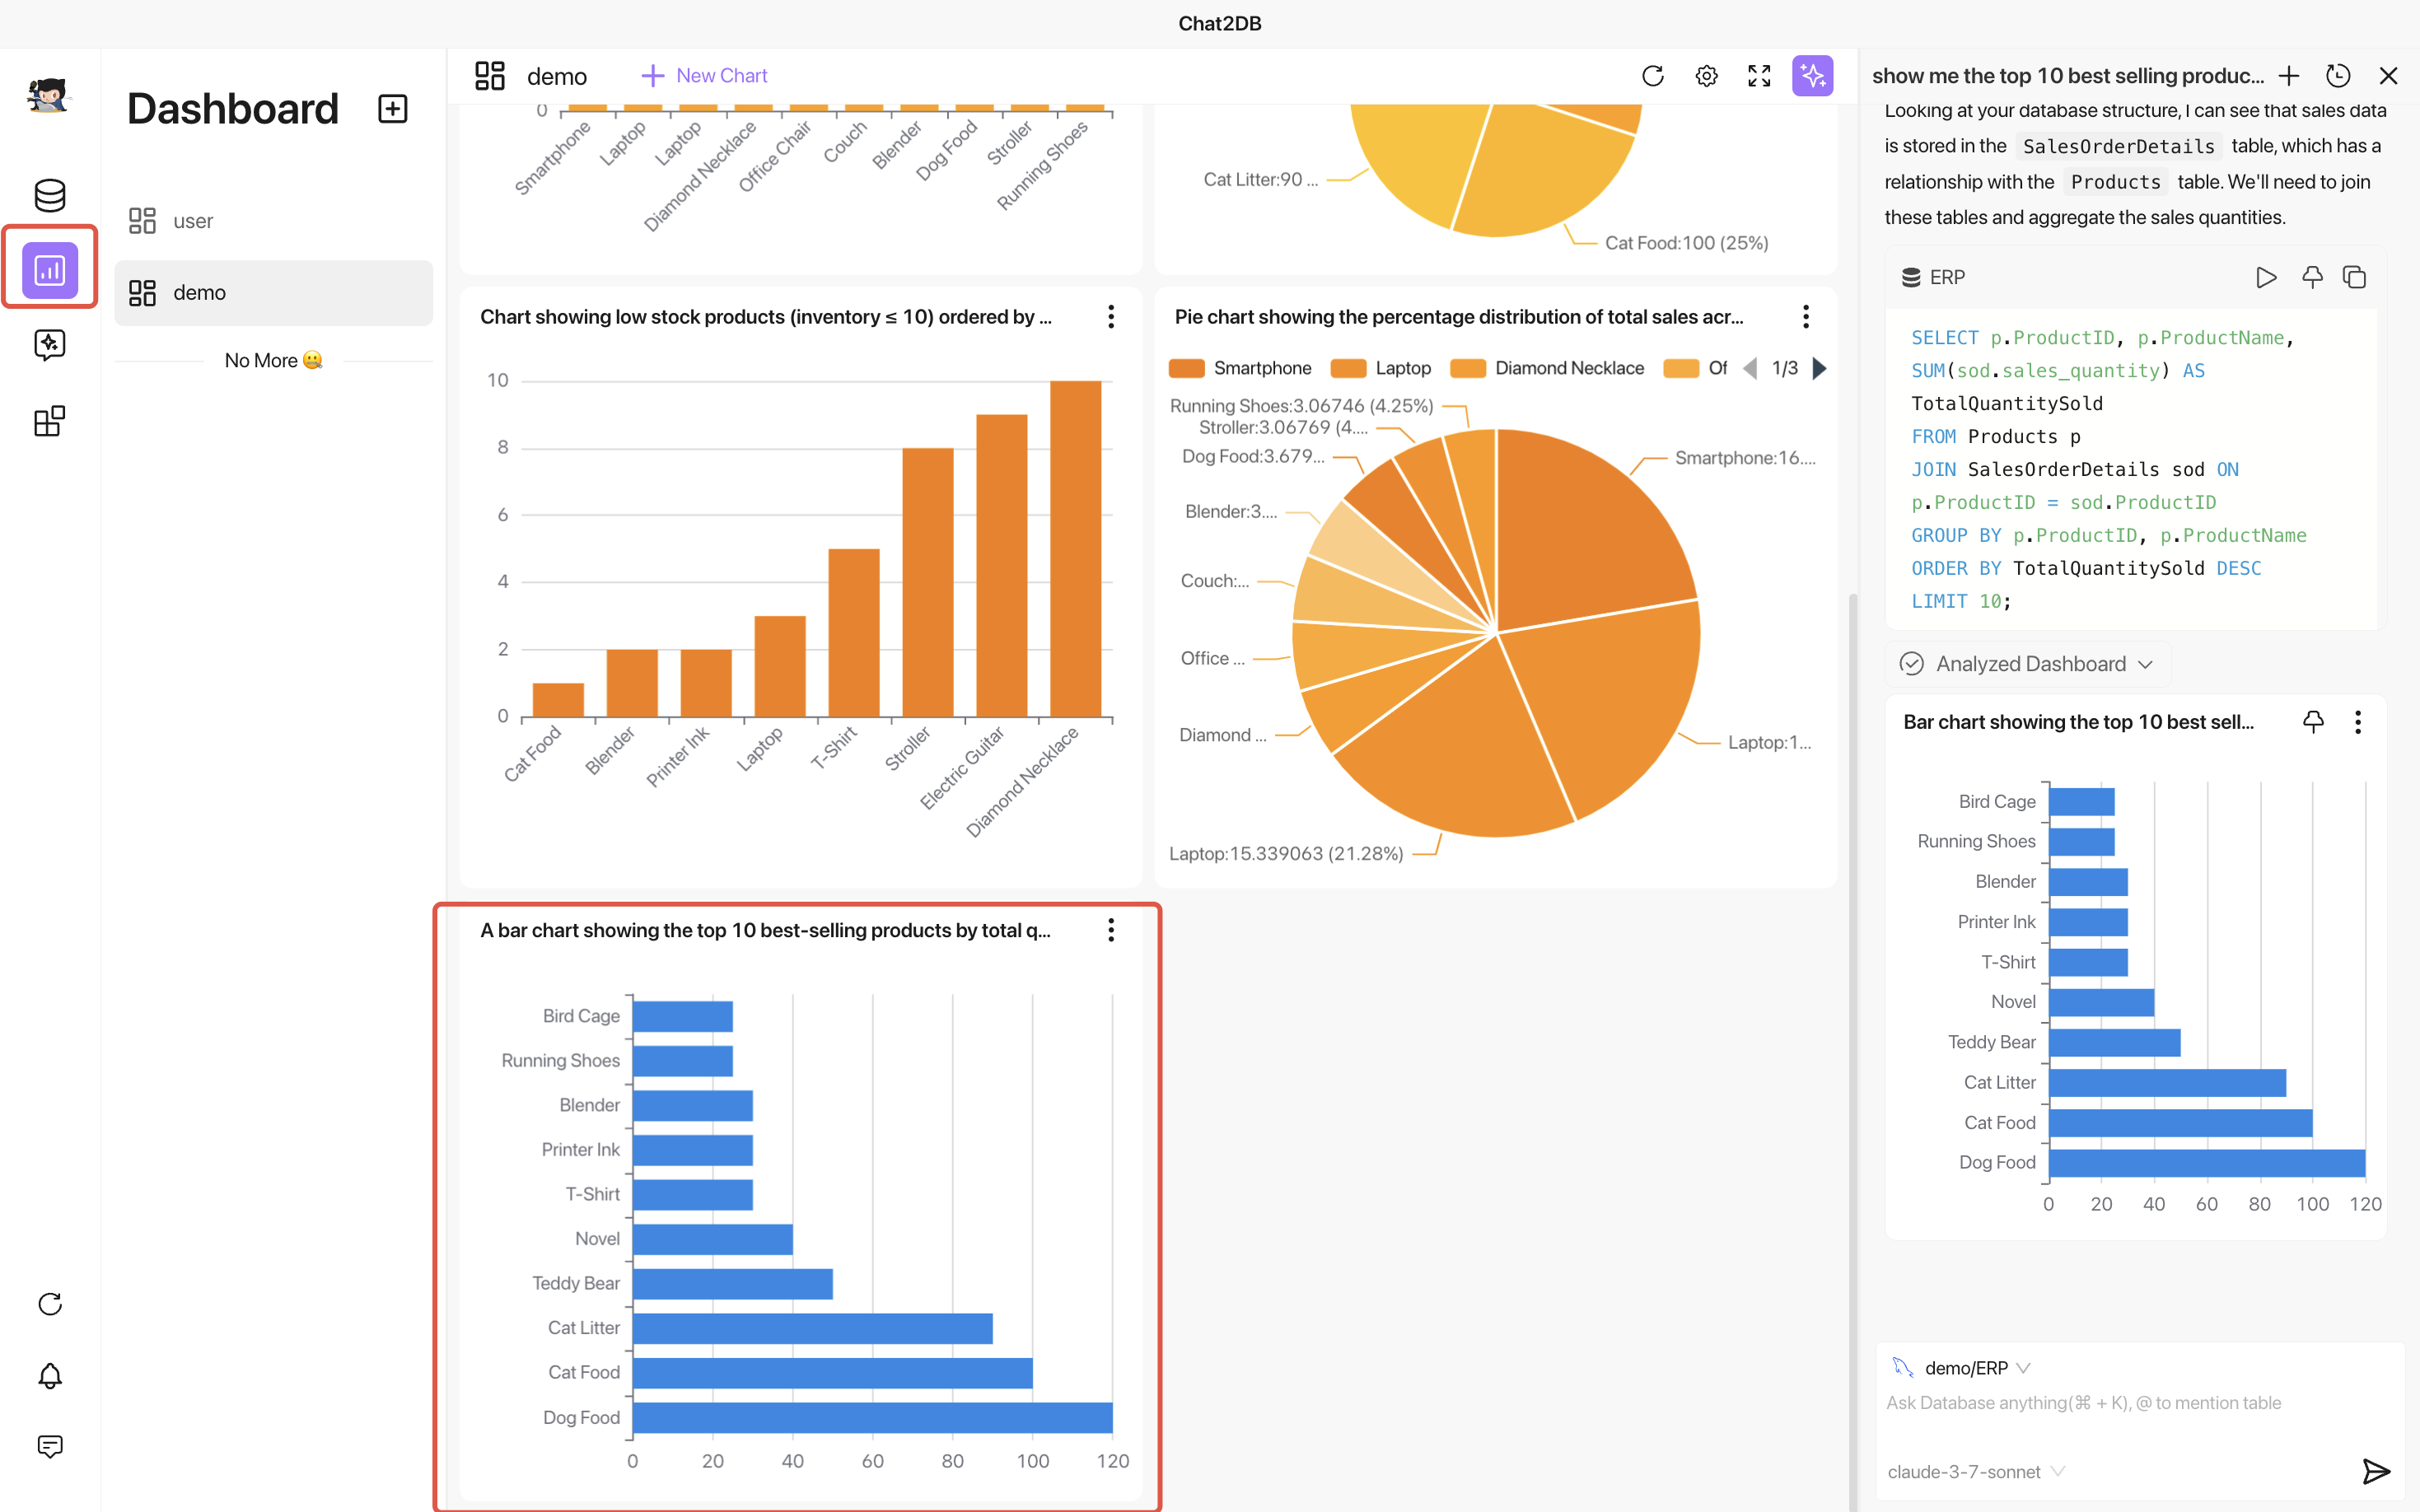 Chat2DB
Dashboard
user
demo
No More
demo
New Chart
0
Smartphone
Laptop
Laptop
Diamond Necklace
Office Chair
Couch
Blender
Dog Food
Stroller
Running Shoes
Cat Litter:90 ...
Cat Food:100 (25%)
Chart showing low stock products (inventory ≤ 10) ordered by ...
10
8
6
4
2
0
Cat Food
Blender
Printer Ink
Laptop
T-Shirt
Stroller
Electric Guitar
Diamond Necklace
Pie chart showing the percentage distribution of total sales acr...
Smartphone
Laptop
Diamond Necklace
Of
1/3
Running Shoes:3.06746 (4.25%)
Stroller:3.06769 (4....
Dog Food:3.679...
Blender:3....
Couch:...
Office ...
Diamond ...
Laptop:15.339063 (21.28%)
Smartphone:16....
Laptop:1...
A bar chart showing the top 10 best-selling products by total q...
Bird Cage
Running Shoes
Blender
Printer Ink
T-Shirt
Novel
Teddy Bear
Cat Litter
Cat Food
Dog Food
0 20 40 60 80 100 120
show me the top 10 best selling produc...
Looking at your database structure, I can see that sales data
is stored in the SalesOrderDetails table, which has a
relationship with the Products table. We'll need to join
these tables and aggregate the sales quantities.
ERP
SELECT p.ProductID, p.ProductName,
SUM(sod.sales_quantity) AS
TotalQuantitySold
FROM Products p
JOIN SalesOrderDetails sod ON
p.ProductID = sod.ProductID
GROUP BY p.ProductID, p.ProductName
ORDER BY TotalQuantitySold DESC
LIMIT 10;
Analyzed Dashboard
Bar chart showing the top 10 best sell...
Bird Cage
Running Shoes
Blender
Printer Ink
T-Shirt
Novel
Teddy Bear
Cat Litter
Cat Food
Dog Food
0 20 40 60 80 100 120
demo/ERP
Ask Database anything(⌘ + K), @ to mention table
claude-3-7-sonnet